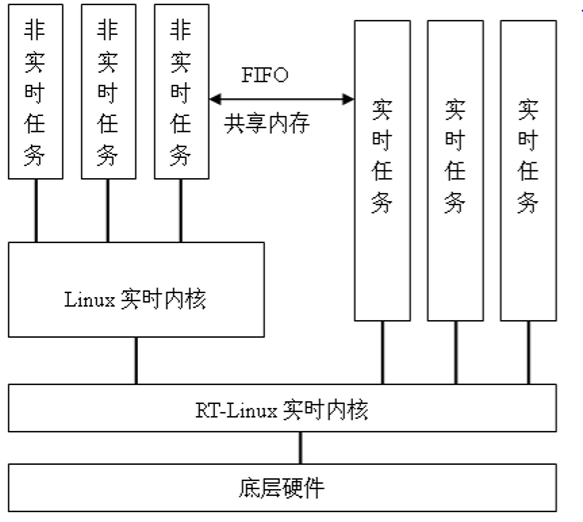 非实时任务
非实时任务
非实时任务
FIFO
共享内存
实时任务
实时任务
实时任务
Linux 实时内核
RT-Linux 实时内核
底层硬件